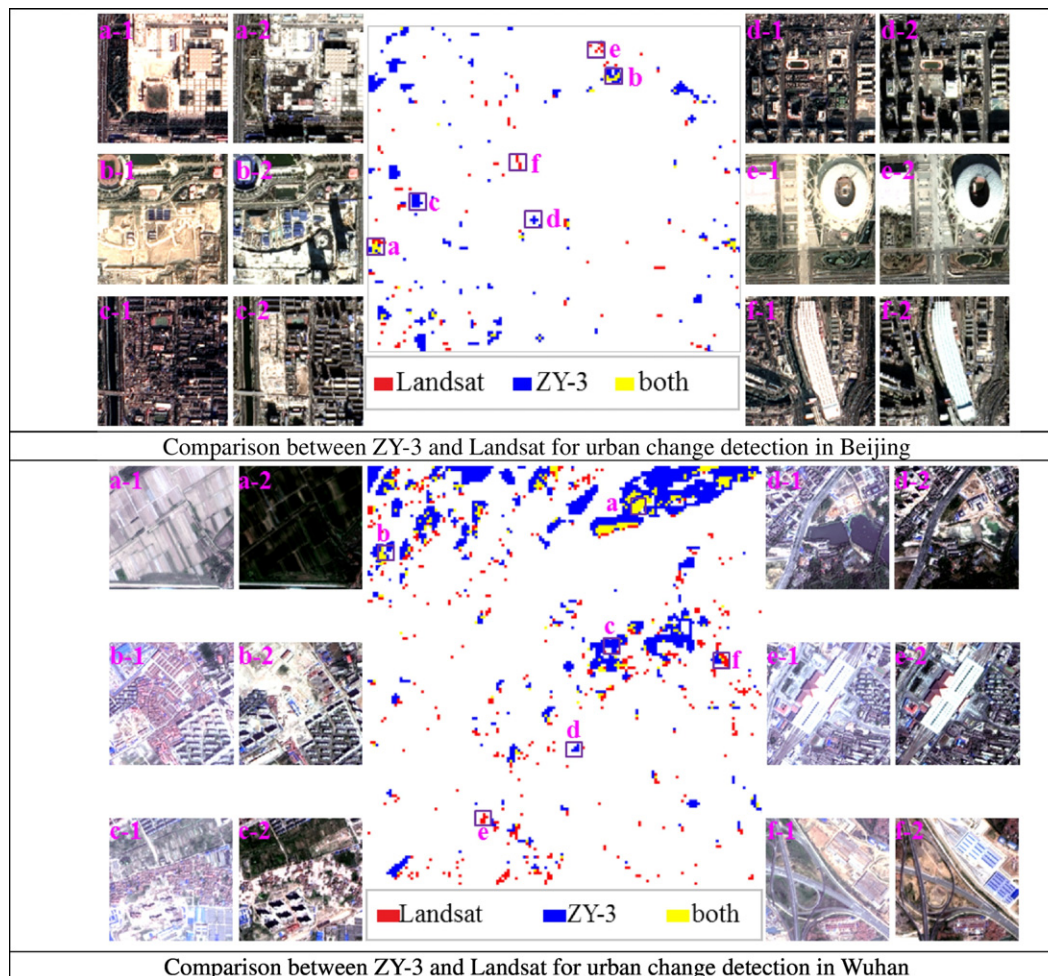 a-1 a-2 d-1 d-2
e
b
b-1 b-2 e-1 e-2
f
c
d
a
c-1 c-2 f-1 f-2
Landsat ZY-3 both
Comparison between ZY-3 and Landsat for urban change detection in Beijing
a-1 a-2 d-1 d-2
a
b
b-1 b-2 e-1 e-2
c
f
d
e
c-1 c-2 f-1 f-2
Landsat ZY-3 both
Comparison between ZY-3 and Landsat for urban change detection in Wuhan